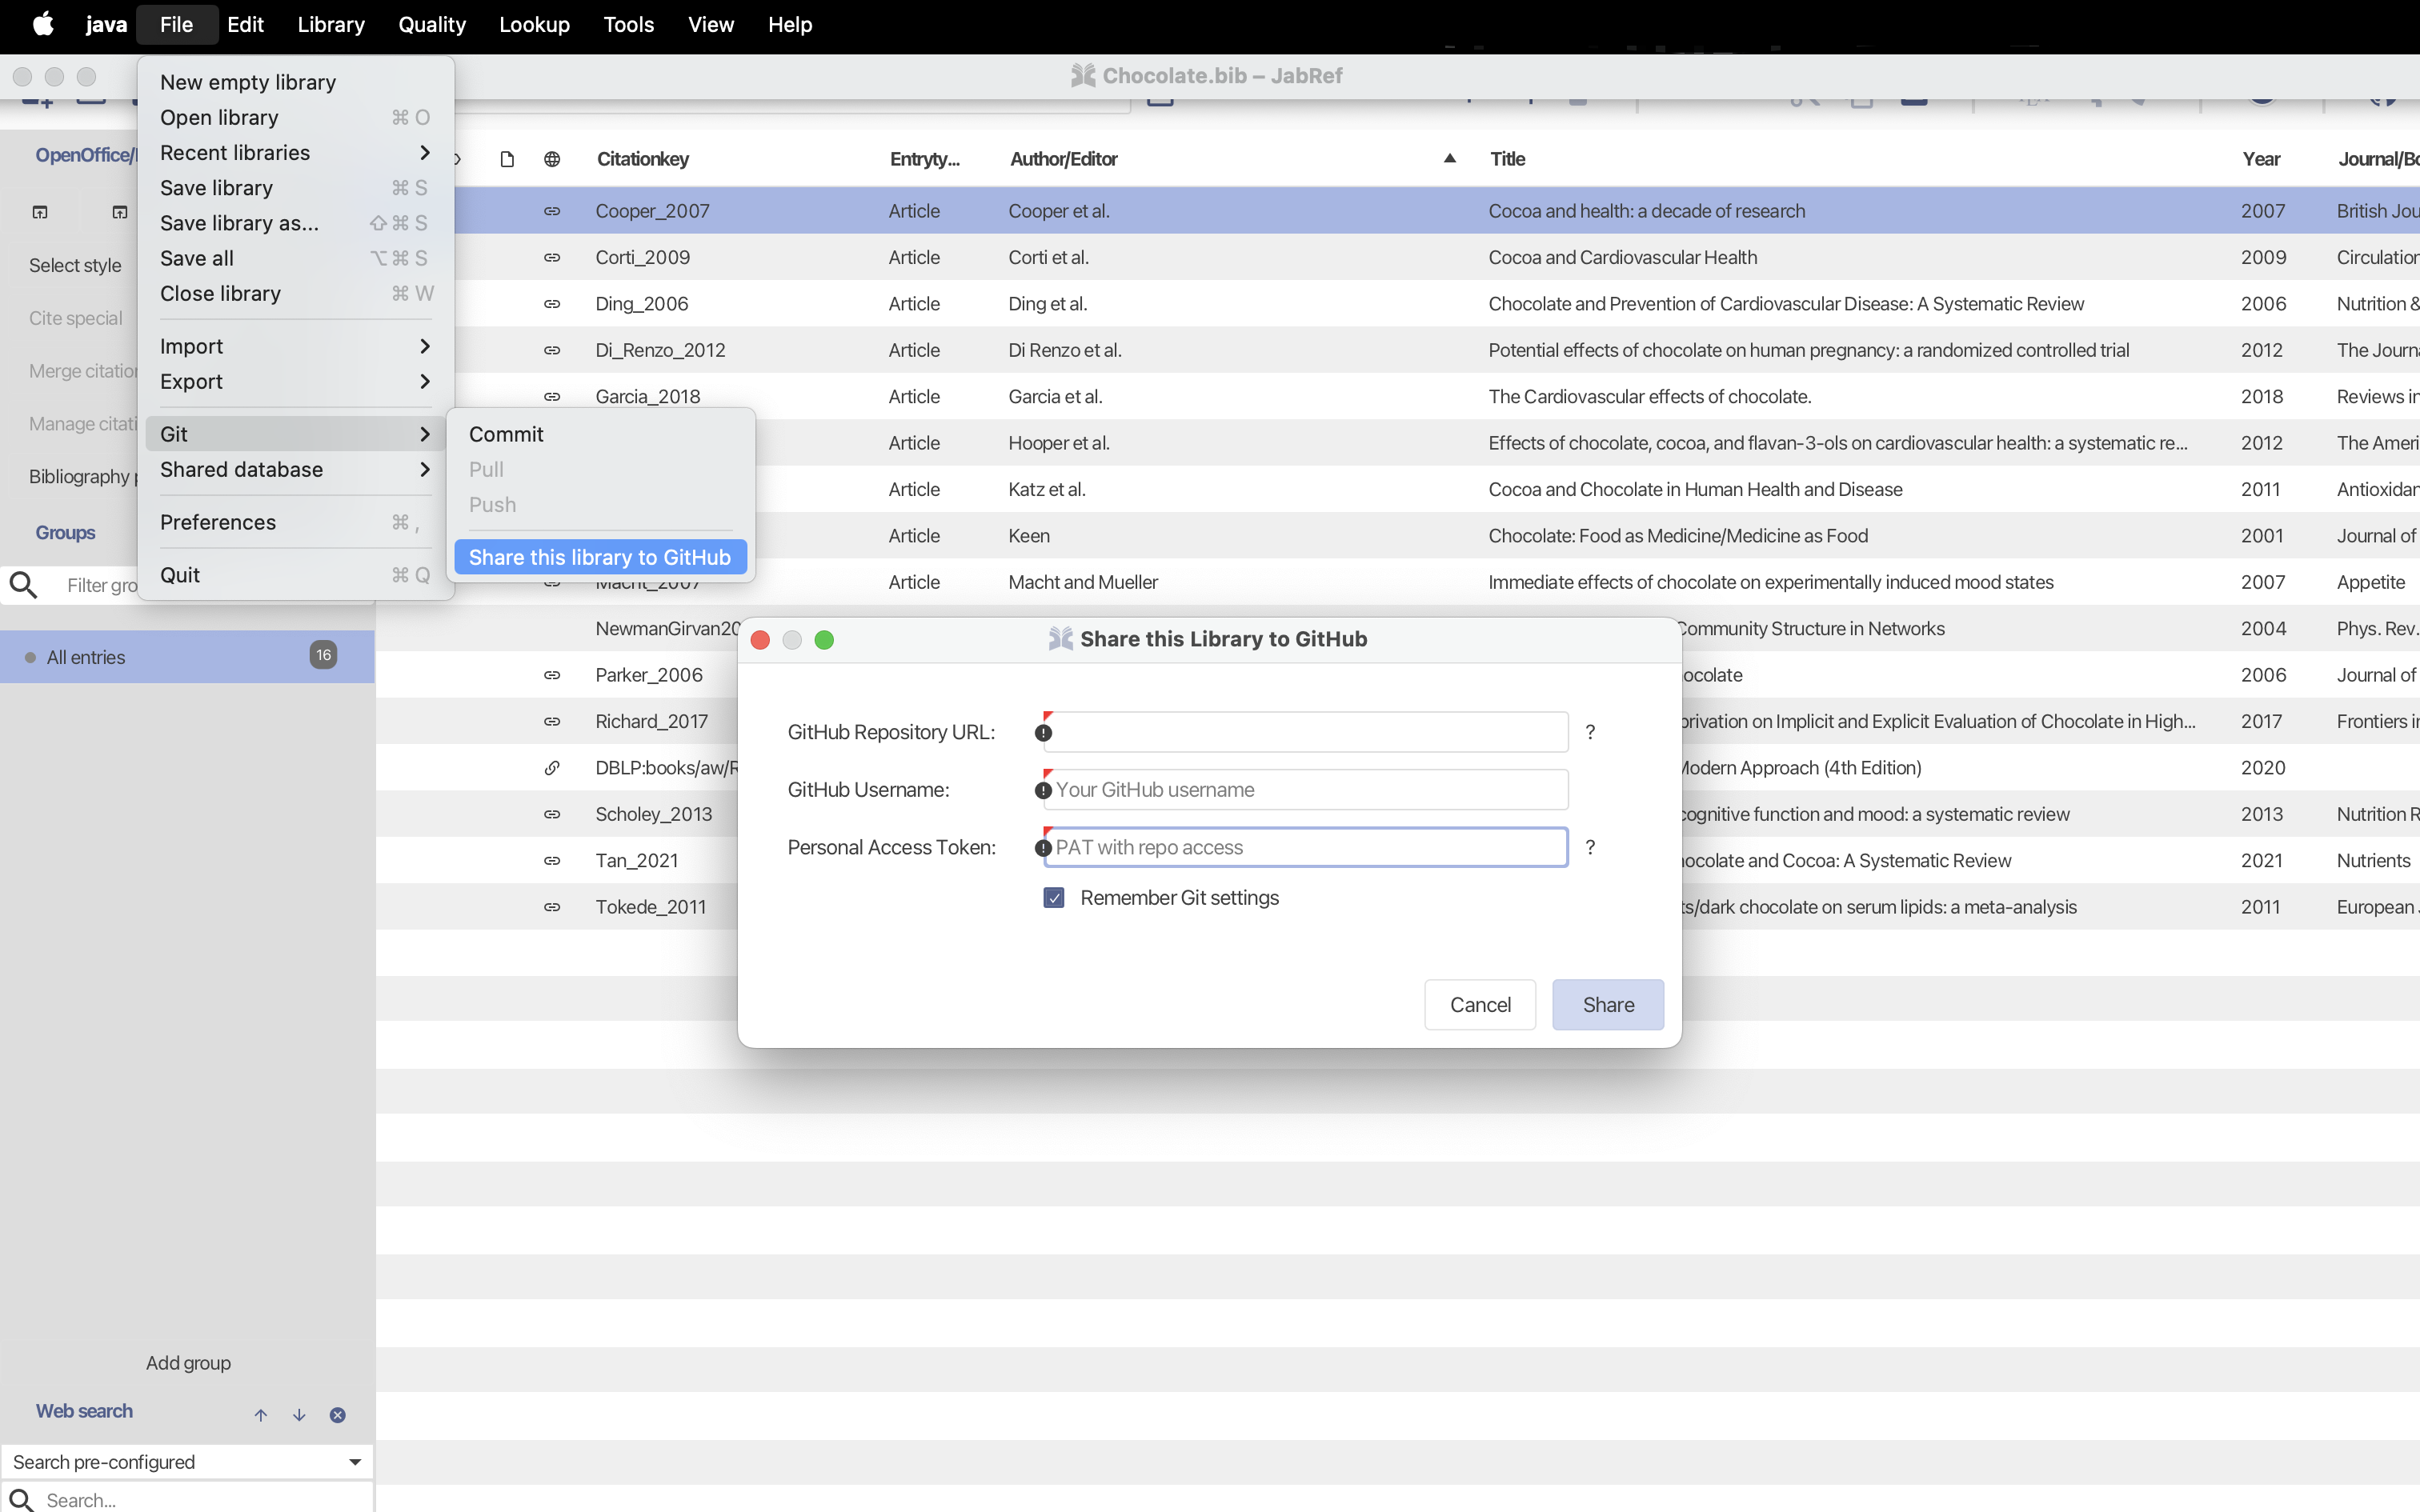 java File Edit Library Quality Lookup Tools View Help
Chocolate.bib – JabRef
New empty library
Open library ⌘ O
Recent libraries
Save library ⌘ S
Save library as... ⇧ ⌘ S
Save all ⌥ ⌘ S
Close library ⌘ W
Import
Export
Git
Shared database
Preferences ⌘ ,
Quit ⌘ Q
Commit
Pull
Push
Share this library to GitHub
OpenOffice/
Select style
Cite special
Merge citation
Manage citati
Bibliography
Groups
Filter gro
All entries 16
Add group
Web search
Search pre-configured
Search...
Citationkey Entryty... Author/Editor Title Year Journal/Bo
Cooper_2007 Article Cooper et al. Cocoa and health: a decade of research 2007 British Jou
Corti_2009 Article Corti et al. Cocoa and Cardiovascular Health 2009 Circulation
Ding_2006 Article Ding et al. Chocolate and Prevention of Cardiovascular Disease: A Systematic Review 2006 Nutrition &
Di_Renzo_2012 Article Di Renzo et al. Potential effects of chocolate on human pregnancy: a randomized controlled trial 2012 The Journ
Garcia_2018 Article Garcia et al. The Cardiovascular effects of chocolate. 2018 Reviews in
Article Hooper et al. Effects of chocolate, cocoa, and flavan-3-ols on cardiovascular health: a systematic re... 2012 The Ameri
Article Katz et al. Cocoa and Chocolate in Human Health and Disease 2011 Antioxidan
Article Keen Chocolate: Food as Medicine/Medicine as Food 2001 Journal of
Macht_2007 Article Macht and Mueller Immediate effects of chocolate on experimentally induced mood states 2007 Appetite
NewmanGirvan20 Community Structure in Networks 2004 Phys. Rev.
Parker_2006 ocolate 2006 Journal of
Richard_2017 privation on Implicit and Explicit Evaluation of Chocolate in High... 2017 Frontiers in
DBLP:books/aw/R Modern Approach (4th Edition) 2020
Scholey_2013 cognitive function and mood: a systematic review 2013 Nutrition R
Tan_2021 ocolate and Cocoa: A Systematic Review 2021 Nutrients
Tokede_2011 ts/dark chocolate on serum lipids: a meta-analysis 2011 European
Share this Library to GitHub
GitHub Repository URL: ?
GitHub Username: Your GitHub username
Personal Access Token: PAT with repo access ?
Remember Git settings
Cancel Share